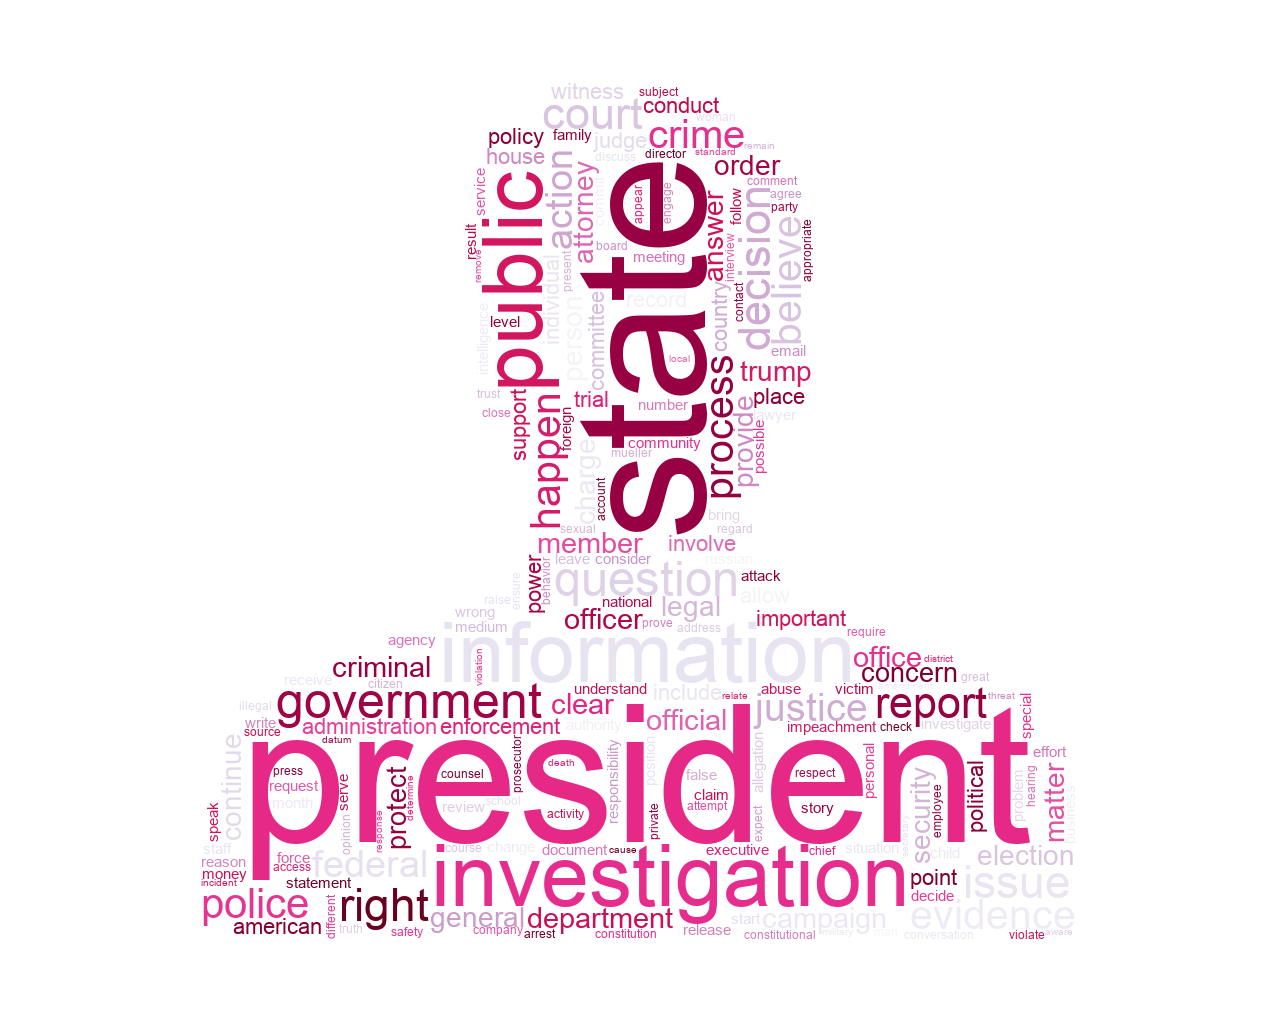 witness
subject
court
conduct
woman
crime
policy
family
judge
remain
house
discuss
director
standard
order
service
public
action
attorney
commit
state
appear
engage
answer
follow
comment
agree
party
decision
believe
appropriate
result
remove
board
meeting
interview
present
individual
person
committee
record
country
contact
level
intelligence
email
local
trump
process
trust
close
support
happen
foreign
trial
number
place
lawyer
provide
possible
community
mueller
charge
account
bring
sexual
regard
member
involve
power
behavior
leave
consider
russian
question
attack
raise
ensure
national
legal
allow
wrong
officer
important
medium
prove
address
require
agency
information
criminal
violation
office
district
concern
receive
citizen
great
illegal
government
clear
understand
include
relate
abuse
victim
justice
report
threat
special
write
administration
enforcement
authority
official
impeachment
check
investigate
source
datum
president
effort
continue
press
request
month
serve
protect
determine
counsel
prosecutor
death
responsibility
position
false
claim
attempt
allegation
respect
personal
story
security
employee
political
problem
hearing
matter
business
speak
opinion
response
review
school
activity
private
expect
staff
reason
money
incident
force
access
statement
federal
course
change
document
cause
investigation
executive
chief
situation
secretary
child
election
point
issue
decide
police
american
different
right
truth
safety
general
company
department
arrest
constitution
release
start
campaign
constitutional
military
man
evidence
conversation
violate
aware